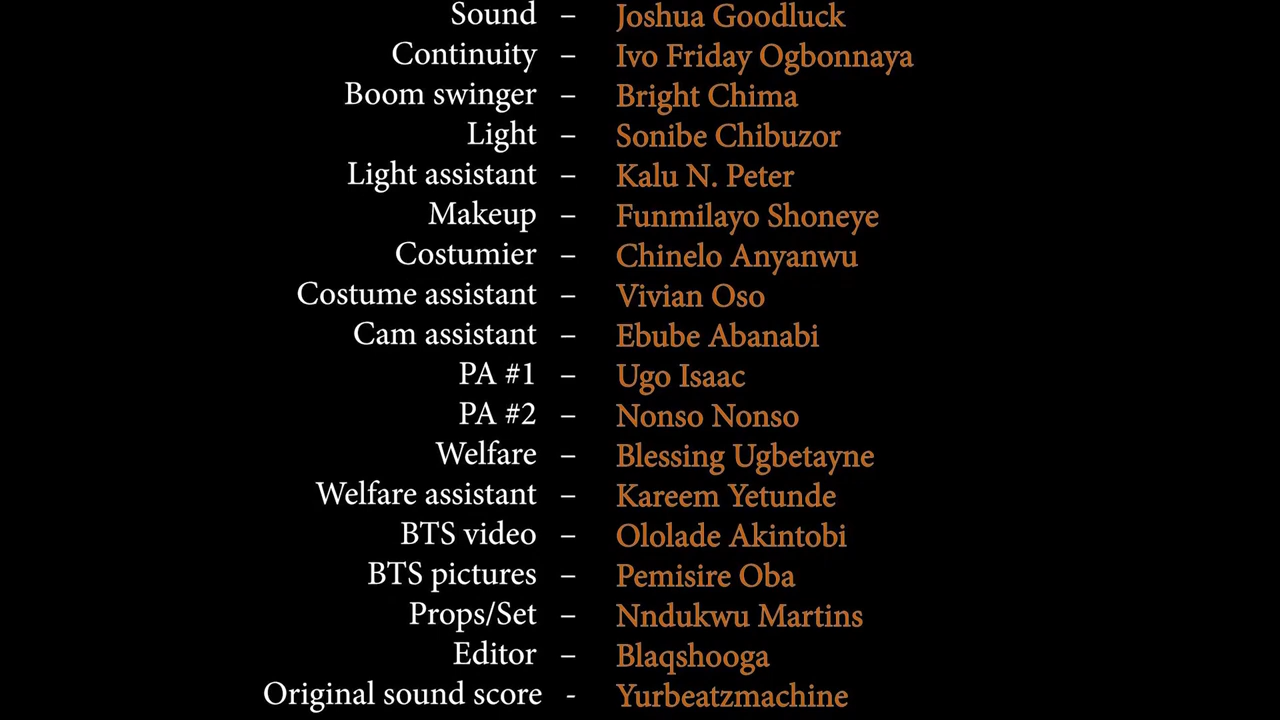 Sound – Joshua Goodluck
Continuity – Ivo Friday Ogbonnaya
Boom swinger – Bright Chima
Light – Sonibe Chibuzor
Light assistant – Kalu N. Peter
Makeup – Funmilayo Shoneye
Costumier – Chinelo Anyanwu
Costume assistant – Vivian Oso
Cam assistant – Ebube Abanabi
PA #1 – Ugo Isaac
PA #2 – Nonso Nonso
Welfare – Blessing Ugbetayne
Welfare assistant – Kareem Yetunde
BTS video – Ololade Akintobi
BTS pictures – Pemisire Oba
Props/Set – Nndukwu Martins
Editor – Blaqshooga
Original sound score - Yurbeatzmachine